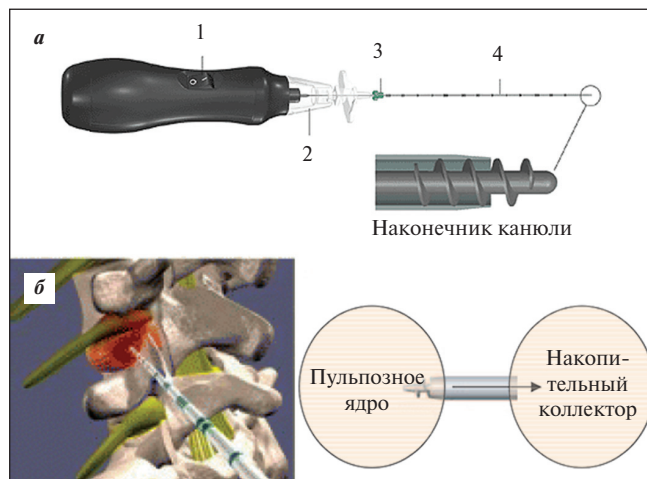 а
1
3
4
2
Наконечник канюли
б
Пульпозное
ядро
Накопи-
тельный
коллектор